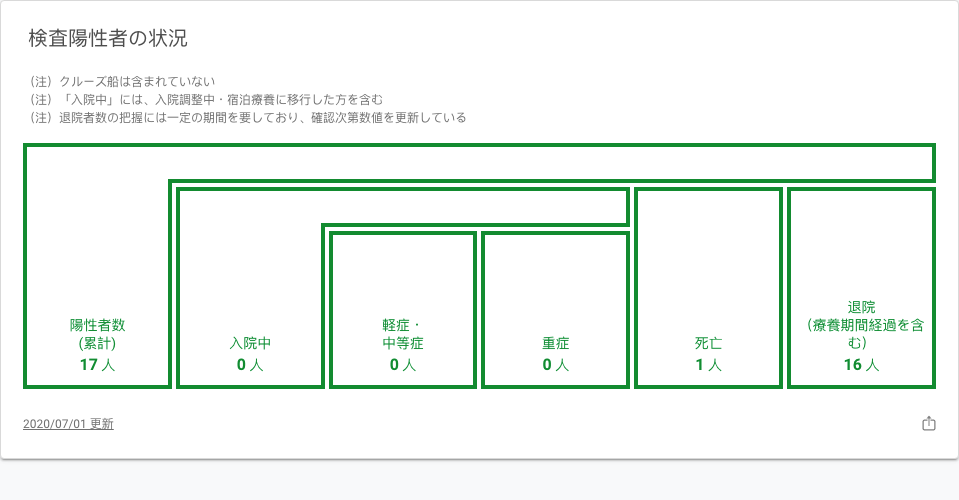 検査陽性者の状況
（注）クルーズ船は含まれていない
（注）「入院中」には、入院調整中・宿泊療養に移行した方を含む
（注）退院者数の把握には一定の期間を要しており、確認次第数値を更新している
陽性者数
(累計)
17 人
入院中
0 人
軽症・
中等症
0 人
重症
0 人
死亡
1 人
退院
（療養期間経過を含
む）
16 人
2020/07/01 更新